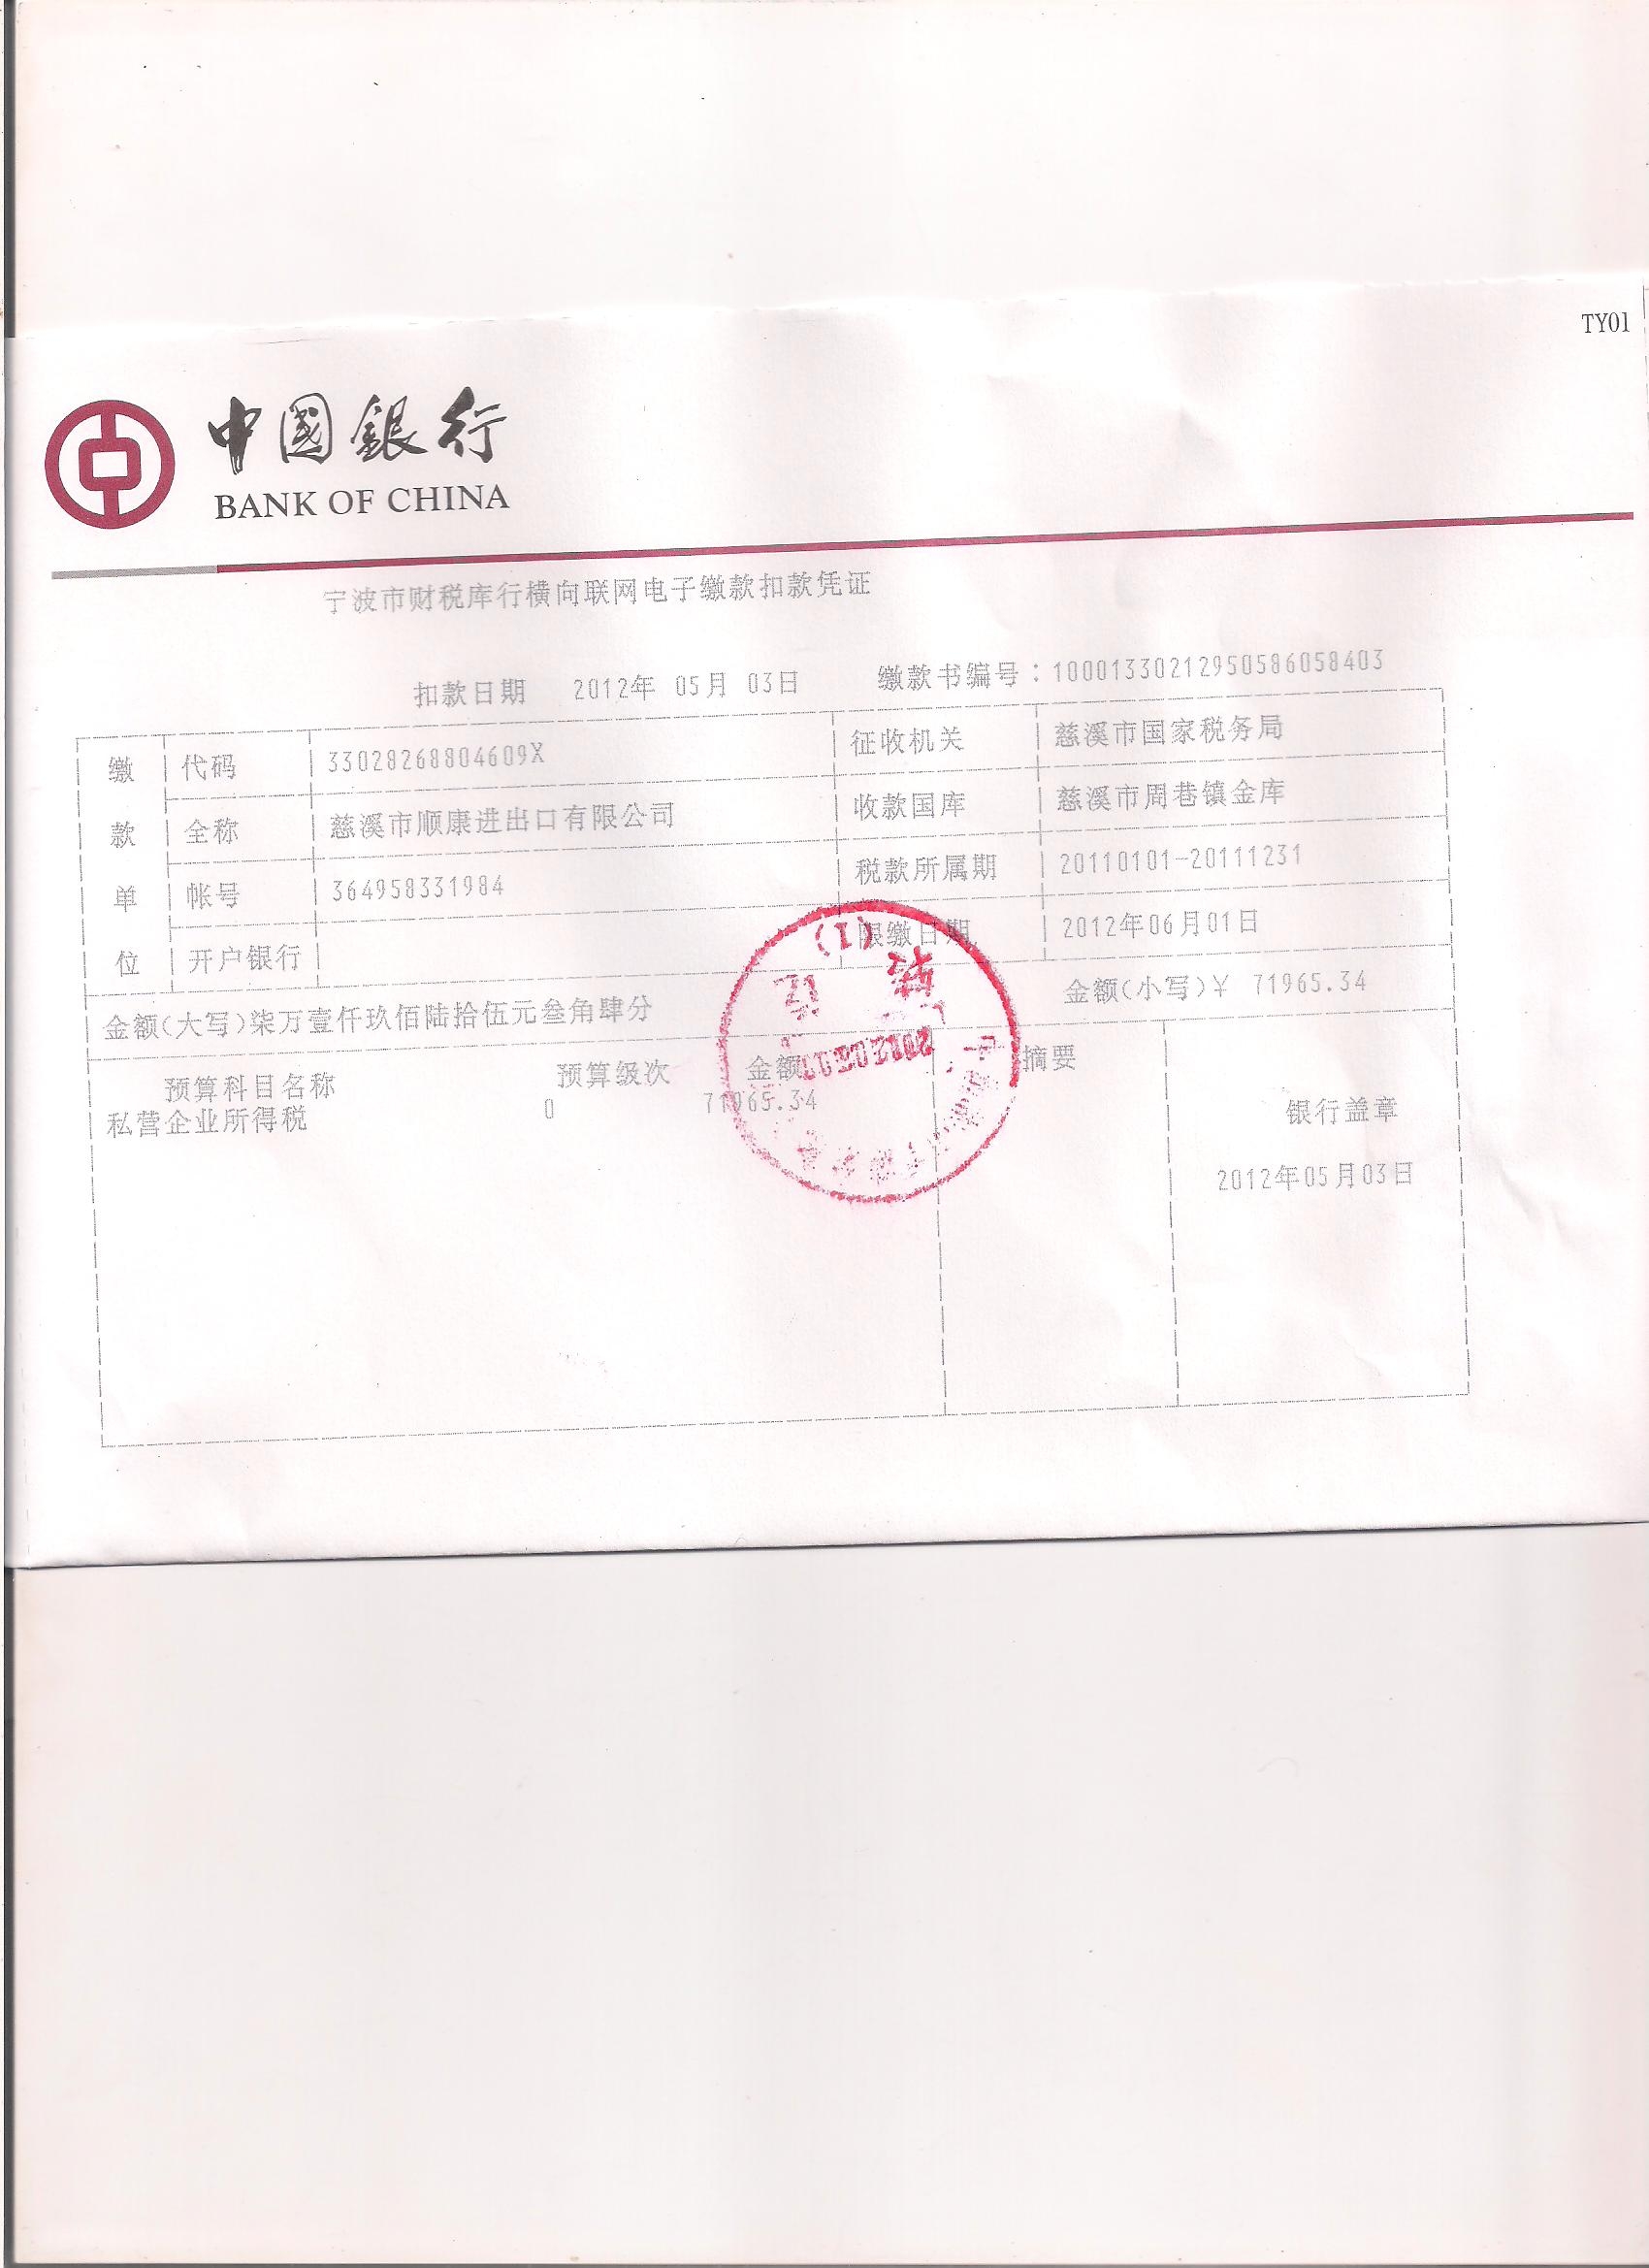 TY01
中國銀行
BANK OF CHINA
宁波市财税库行横向联网电子缴款扣款凭证
扣款日期 2012年 05月 03日 缴款书编号：100013302129505860584​03
缴款单位 代码 33028268804609X 征收机关 慈溪市国家税务局
全称 慈溪市顺康进出口有限公司 收款国库 慈溪市周巷镇金库
帐号 364958331984 税款所属期 20110101-20111231
开户银行 限缴日期 2012年06月01日
金额(大写)柒万壹仟玖佰陆拾伍元叁角肆分 金额(小写)￥ 71965.34
预算科目名称 预算级次 金额 摘要
私营企业所得税 0 71965.34
银行盖章
2012年05月03日
(1)